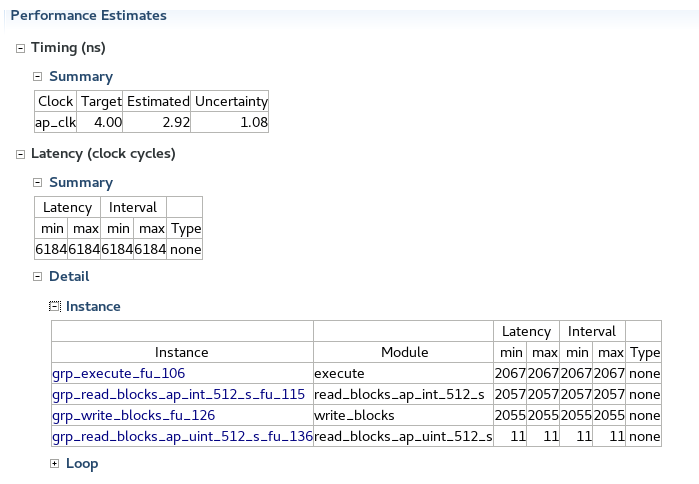 Performance Estimates
Timing (ns)
Summary
Clock Target Estimated Uncertainty
ap_clk 4.00 2.92 1.08
Latency (clock cycles)
Summary
Latency Interval
min max min max Type
6184 6184 6184 6184 none
Detail
Instance
Latency Interval
Instance Module min max min max Type
grp_execute_fu_106 execute 2067 2067 2067 2067 none
grp_read_blocks_ap_int_512_s_fu_115 read_blocks_ap_int_512_s 2057 2057 2057 2057 none
grp_write_blocks_fu_126 write_blocks 2055 2055 2055 2055 none
grp_read_blocks_ap_uint_512_s_fu_136 read_blocks_ap_uint_512_s 11 11 11 11 none
Loop